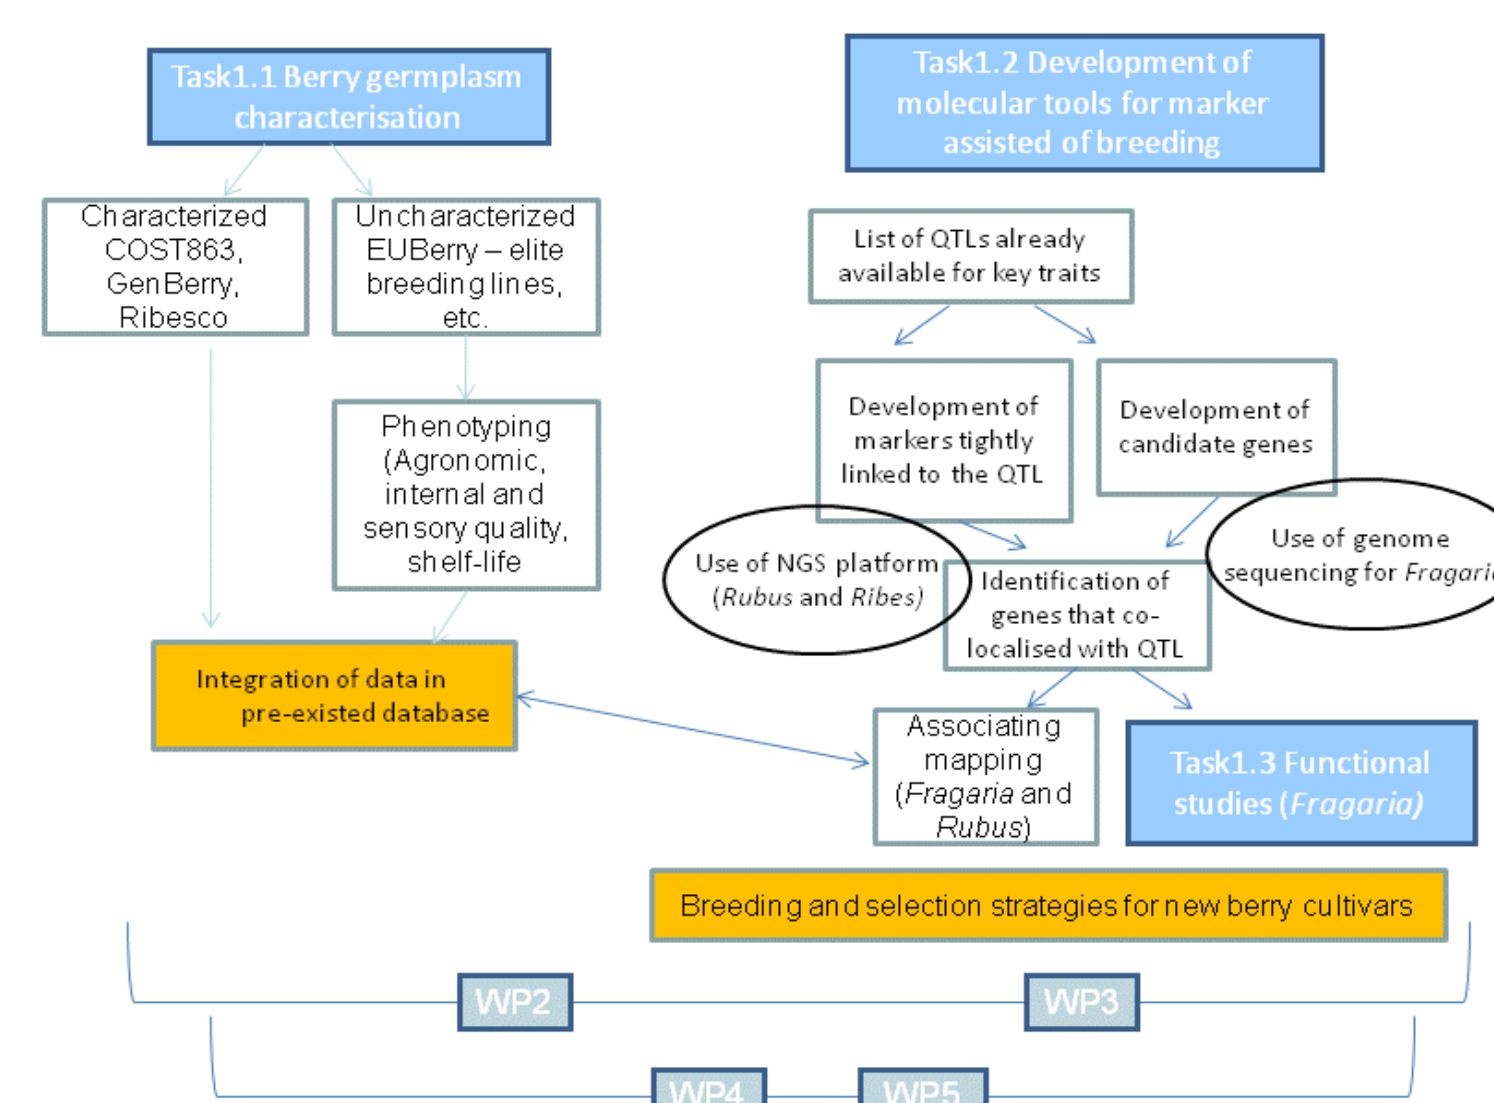 Task1.1 Berry germplasm
characterisation
Characterized
COST863,
GenBerry,
Ribesco
Uncharacterized
EUBerry – elite
breeding lines,
etc.
Phenotyping
(Agronomic,
internal and
sensory quality,
shelf-life
Integration of data in
pre-existed database
Task1.2 Development of
molecular tools for marker
assisted of breeding
List of QTLs already
available for key traits
Development of
markers tightly
linked to the QTL
Development of
candidate genes
Use of NGS platform
(Rubus and Ribes)
Use of genome
sequencing for Fragaria
Identification of
genes that co-
localised with QTL
Associating
mapping
(Fragaria and
Rubus)
Task1.3 Functional
studies (Fragaria)
Breeding and selection strategies for new berry cultivars
WP2
WP3
WP4
WP5